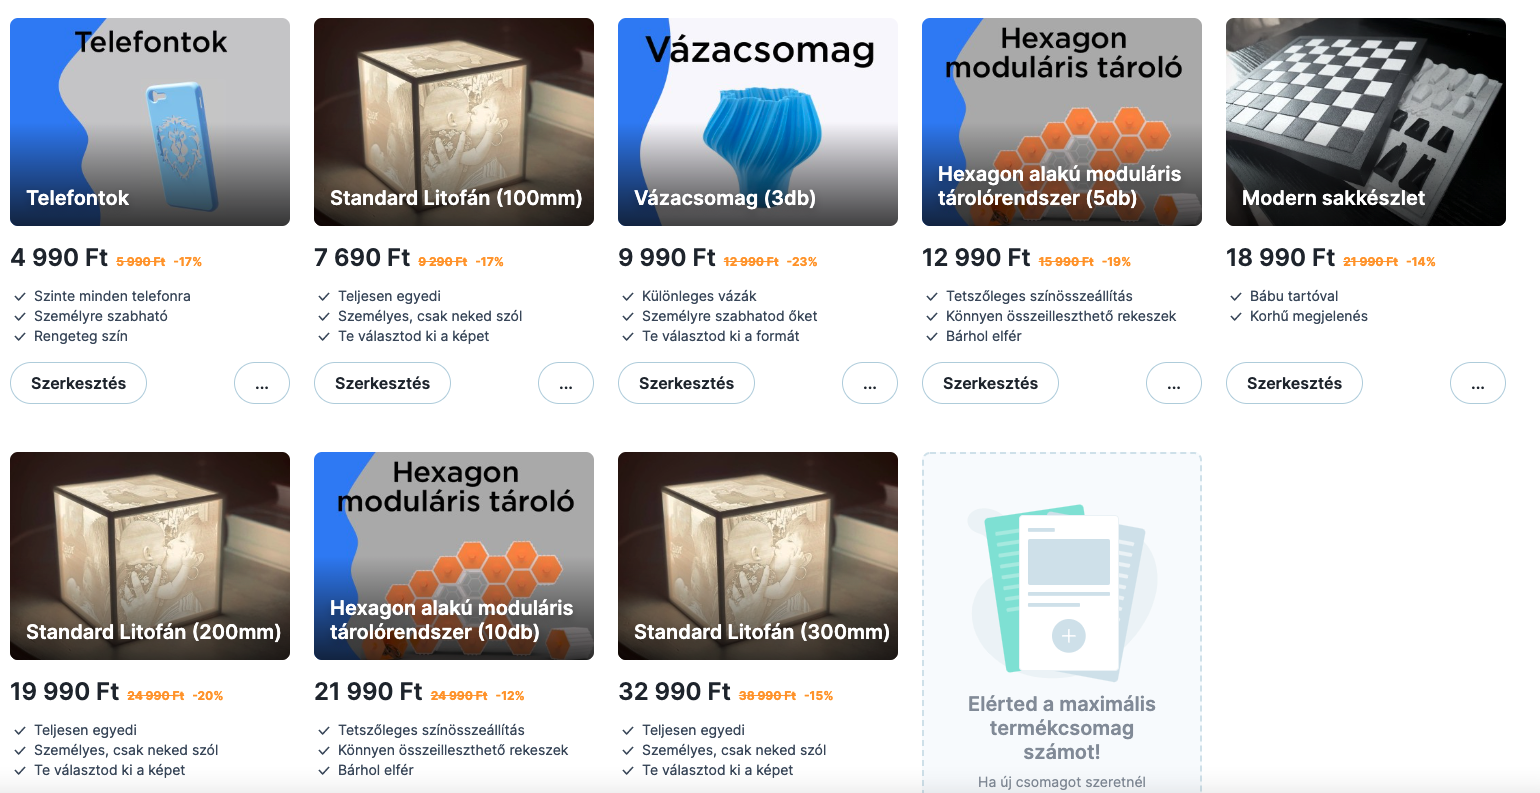 Telefontok
Telefontok
4 990 Ft 5 990 Ft -17%
Szinte minden telefonra
Személyre szabható
Rengeteg szín
Szerkesztés ...
Standard Litofán (100mm)
7 690 Ft 9 290 Ft -17%
Teljesen egyedi
Személyes, csak neked szól
Te választod ki a képet
Szerkesztés ...
Vázacsomag
Vázacsomag (3db)
9 990 Ft 12 990 Ft -23%
Különleges vázák
Személyre szabhatod őket
Te választod ki a formát
Szerkesztés ...
Hexagon
moduláris tároló
Hexagon alakú moduláris
tárolórendszer (5db)
12 990 Ft 15 990 Ft -19%
Tetszőleges színösszeállítás
Könnyen összeilleszthető rekeszek
Bárhol elfér
Szerkesztés ...
Modern sakkészlet
18 990 Ft 21 990 Ft -14%
Bábu tartóval
Korhű megjelenés
Szerkesztés ...
Standard Litofán (200mm)
19 990 Ft 24 990 Ft -20%
Teljesen egyedi
Személyes, csak neked szól
Te választod ki a képet
Hexagon
moduláris tároló
Hexagon alakú moduláris
tárolórendszer (10db)
21 990 Ft 24 990 Ft -12%
Tetszőleges színösszeállítás
Könnyen összeilleszthető rekeszek
Bárhol elfér
Standard Litofán (300mm)
32 990 Ft 38 990 Ft -15%
Teljesen egyedi
Személyes, csak neked szól
Te választod ki a képet
Elérted a maximális
termékcsomag
számot!
Ha új csomagot szeretnél